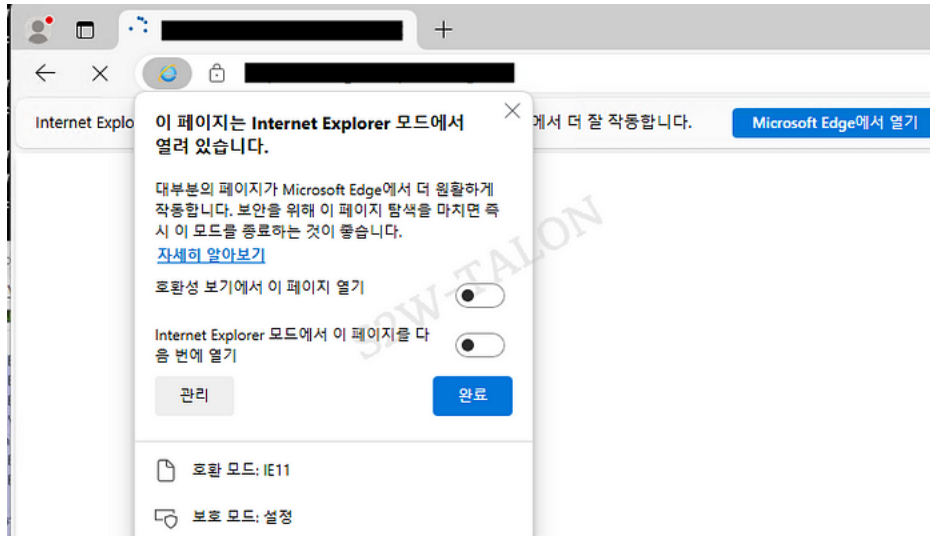 Internet Explo
에서 더 잘 작동합니다.
Microsoft Edge에서 열기
이 페이지는 Internet Explorer 모드에서
열려 있습니다.
대부분의 페이지가 Microsoft Edge에서 더 원활하게
작동합니다. 보안을 위해 이 페이지 탐색을 마치면 즉
시 이 모드를 종료하는 것이 좋습니다.
자세히 알아보기
호환성 보기에서 이 페이지 열기
Internet Explorer 모드에서 이 페이지를 다
음 번에 열기
관리
완료
호환 모드: IE11
보호 모드: 설정
S2W-TALON